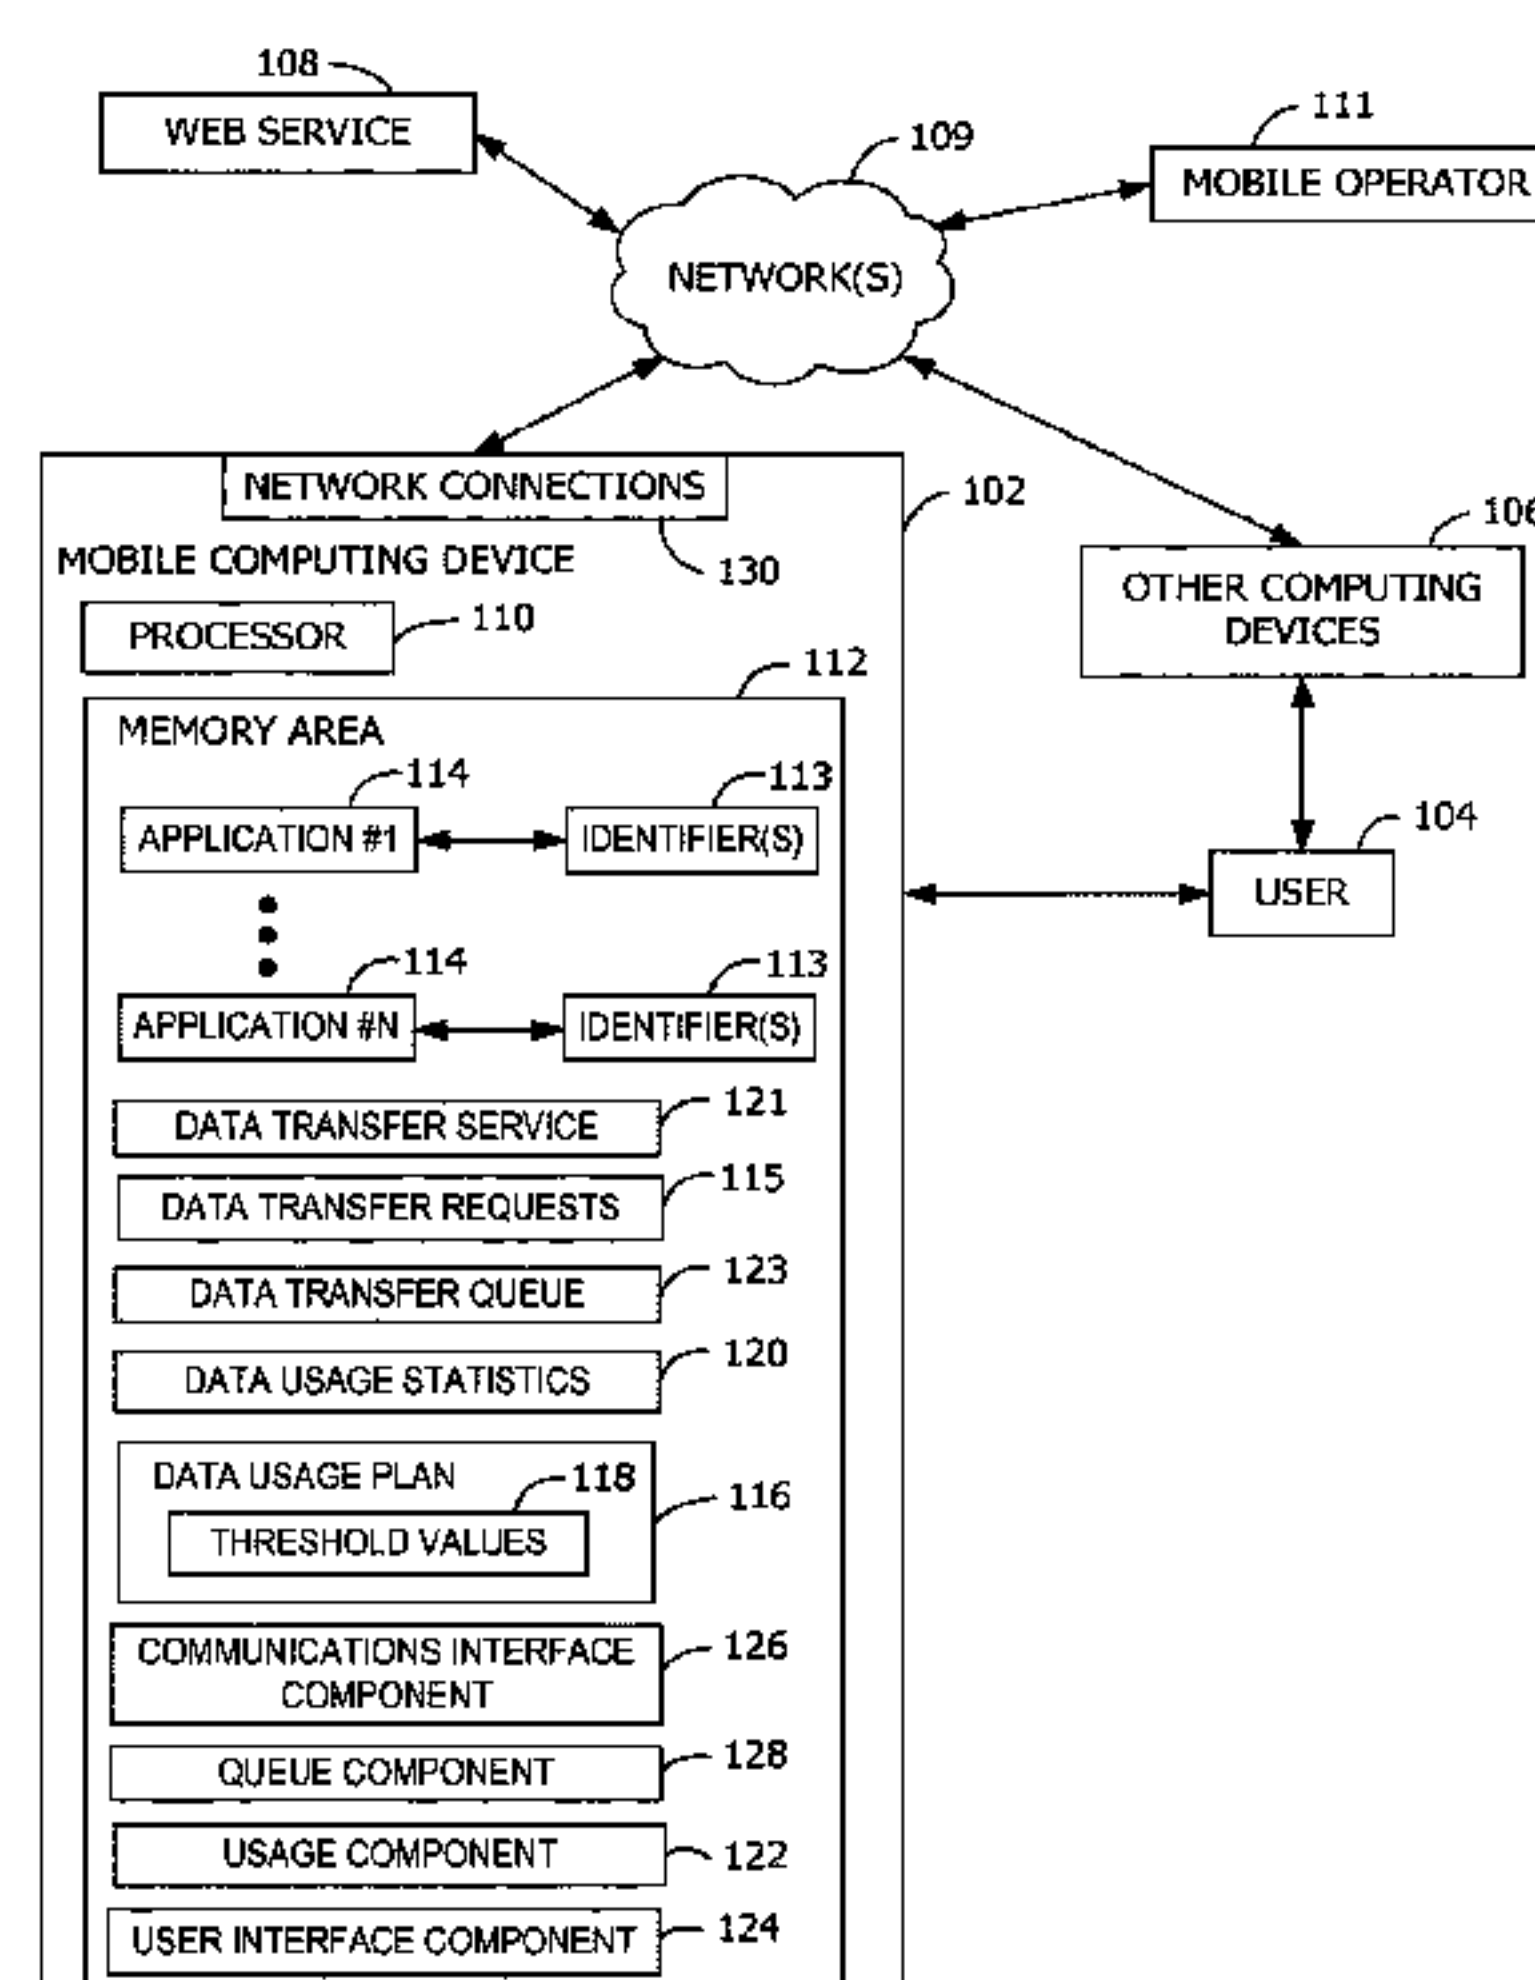 108
WEB SERVICE
111
MOBILE OPERATOR
109
NETWORK(S)
NETWORK CONNECTIONS
102
130
MOBILE COMPUTING DEVICE
106
OTHER COMPUTING
DEVICES
PROCESSOR
110
112
MEMORY AREA
114
113
APPLICATION #1
IDENTIFIER(S)
104
USER
114
113
APPLICATION #N
IDENTIFIER(S)
121
DATA TRANSFER SERVICE
115
DATA TRANSFER REQUESTS
123
DATA TRANSFER QUEUE
120
DATA USAGE STATISTICS
DATA USAGE PLAN
118
116
THRESHOLD VALUES
126
COMMUNICATIONS INTERFACE
COMPONENT
128
QUEUE COMPONENT
122
USAGE COMPONENT
124
USER INTERFACE COMPONENT